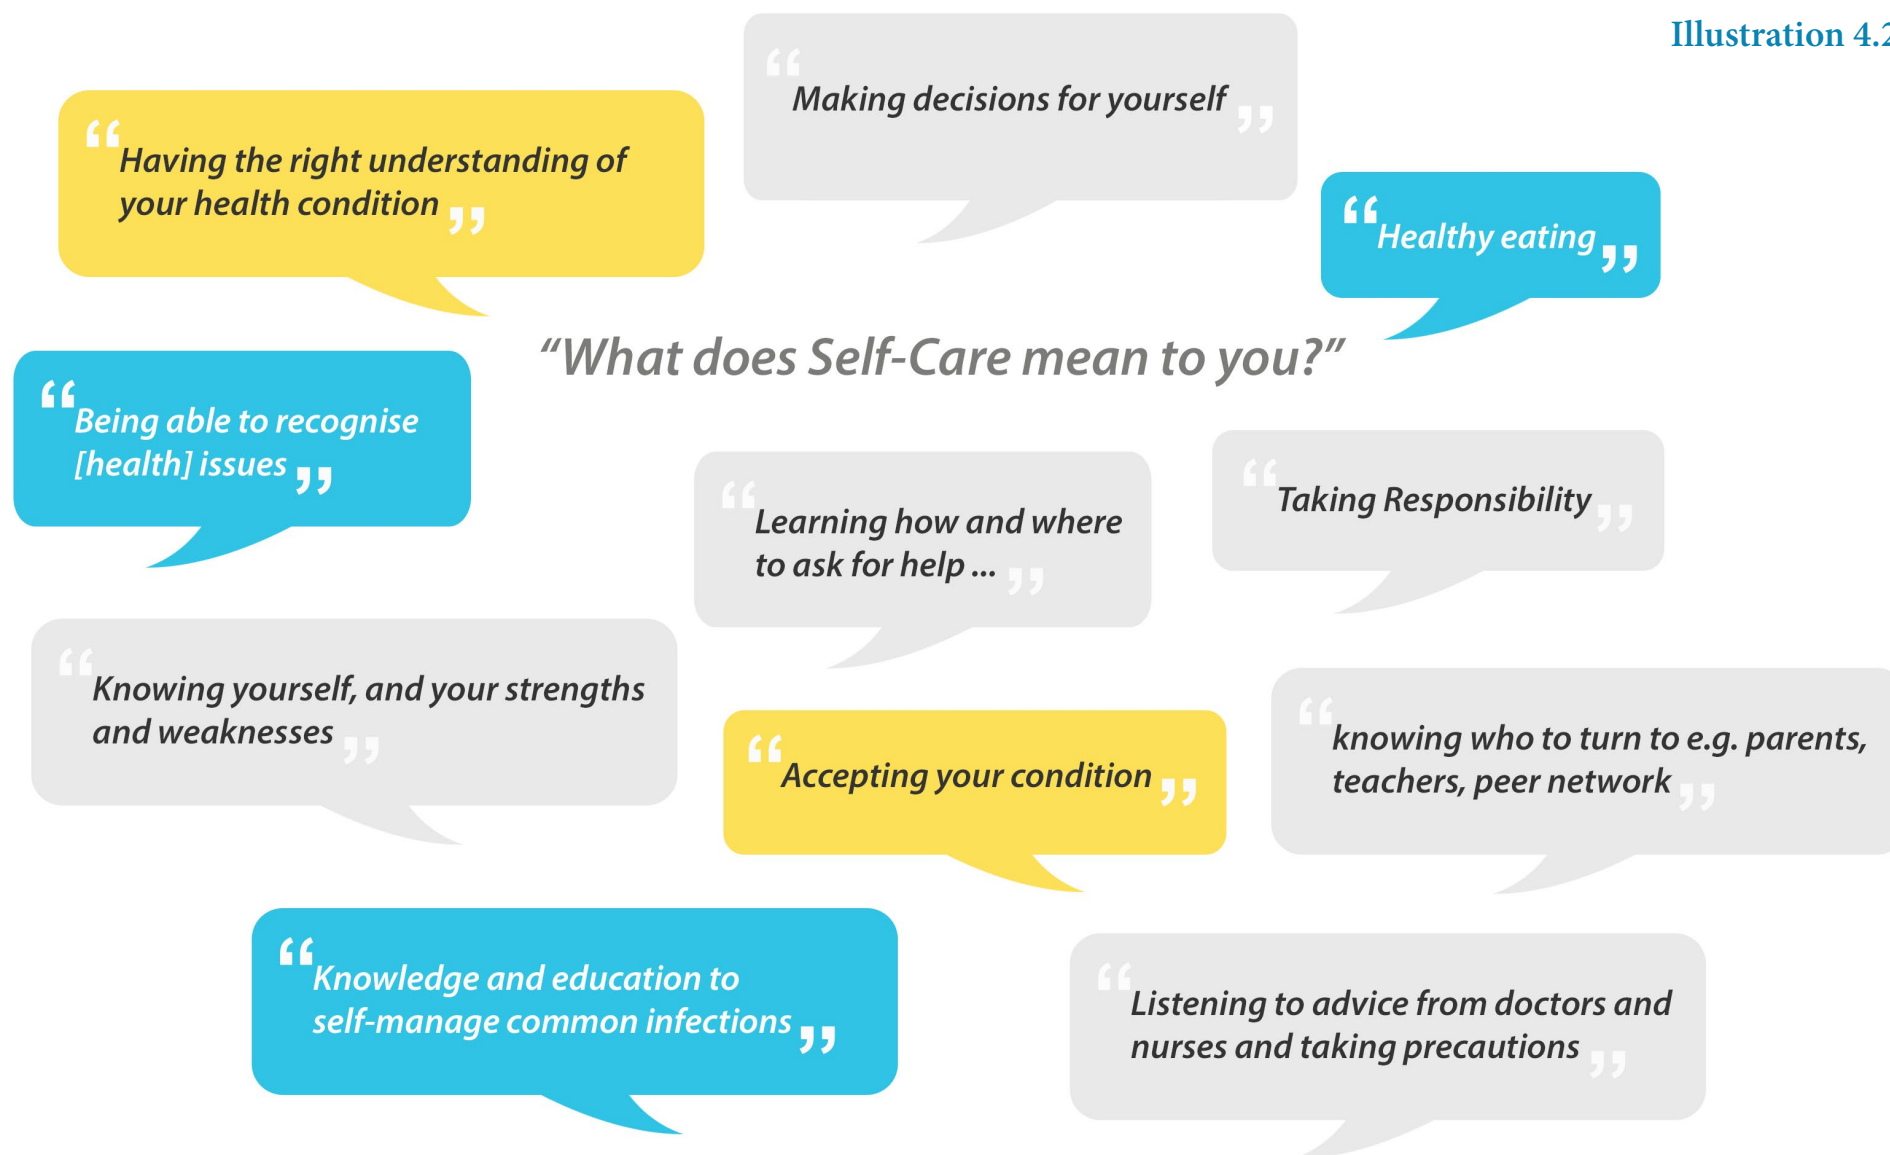 Illustration 4.2
“Making decisions for yourself”
“Having the right understanding of
your health condition”
“Healthy eating”
“What does Self-Care mean to you?”
“Being able to recognise
[health] issues”
“Learning how and where
to ask for help ...”
“Taking Responsibility”
“Knowing yourself, and your strengths
and weaknesses”
“Accepting your condition”
“knowing who to turn to e.g. parents,
teachers, peer network”
“Knowledge and education to
self-manage common infections”
“Listening to advice from doctors and
nurses and taking precautions”